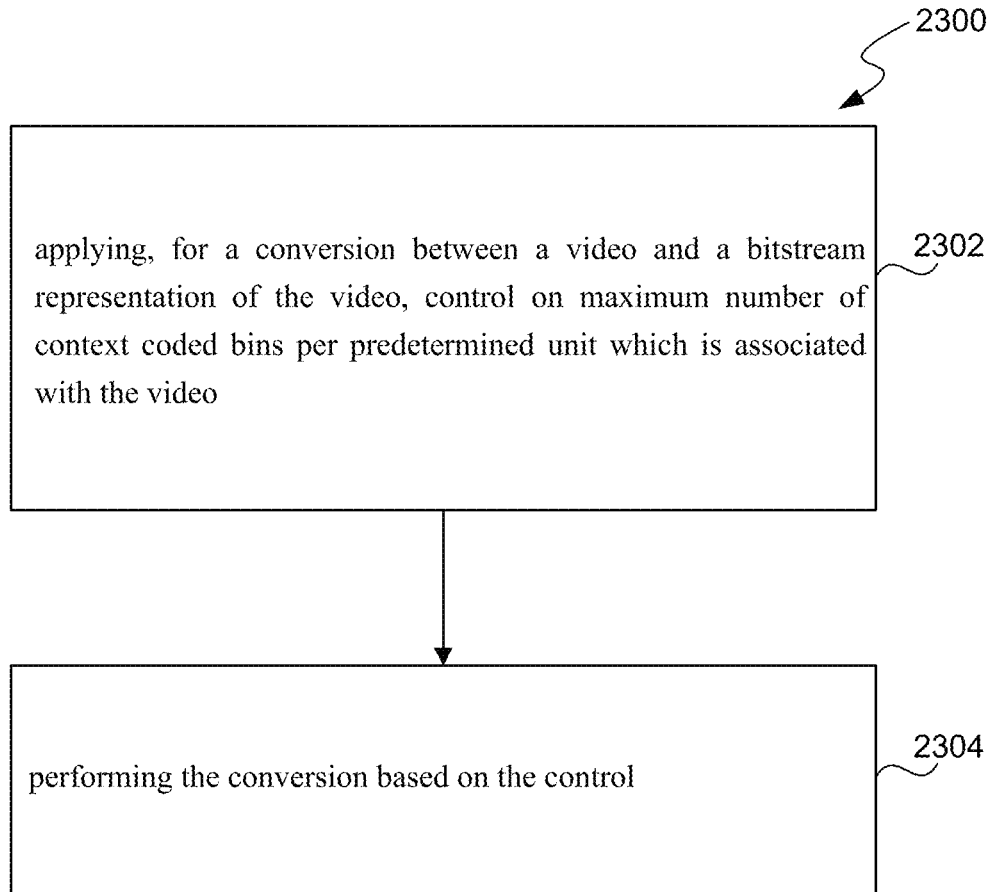 2300
applying, for a conversion between a video and a bitstream
2302
representation of the video, control on maximum number of
context coded bins per predetermined unit which is associated
with the video
2304
performing the conversion based on the control